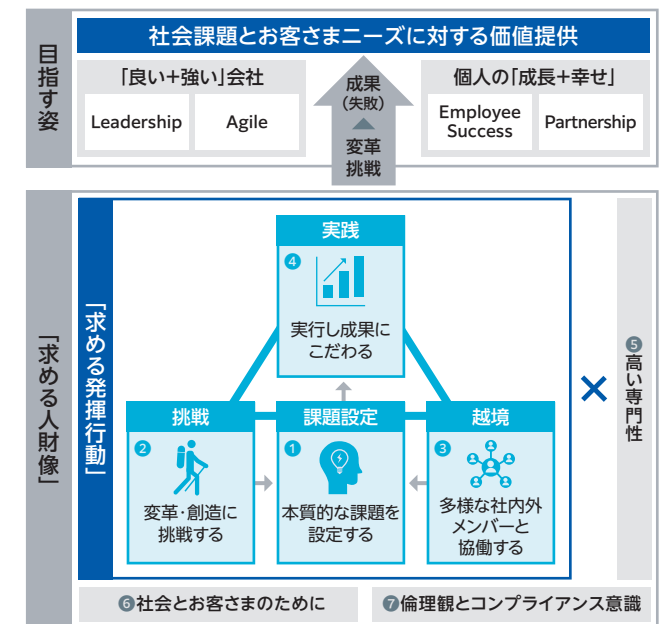 目指す姿
社会課題とお客さまニーズに対する価値提供
「良い+強い」会社
Leadership
Agile
成果
(失敗)
変革
挑戦
個人の「成長+幸せ」
Employee
Success
Partnership
「求める人財像」
「求める発揮行動」
実践
❹
実行し成果に
こだわる
挑戦
❷
変革・創造に
挑戦する
課題設定
❶
本質的な課題を
設定する
越境
❸
多様な社内外
メンバーと
協働する
×
❺高い専門性
❻社会とお客さまのために
❼倫理観とコンプライアンス意識